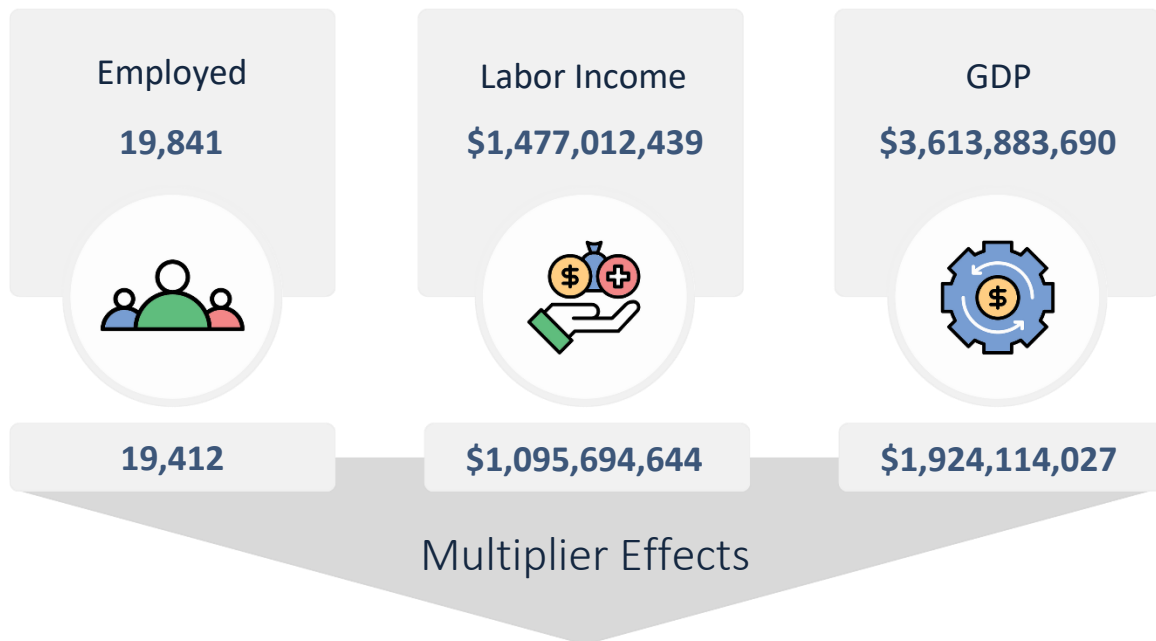 Employed
19,841
Labor Income
$1,477,012,439
GDP
$3,613,883,690
$
$
19,412
$1,095,694,644
$1,924,114,027
Multiplier Effects